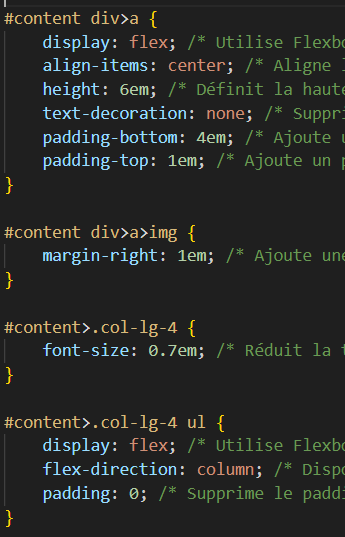 #content div>a {
display: flex; /* Utilise Flexbo
align-items: center; /* Aligne l
height: 6em; /* Définit la haute
text-decoration: none; /* Suppri
padding-bottom: 4em; /* Ajoute u
padding-top: 1em; /* Ajoute un p
}
#content div>a>img {
margin-right: 1em; /* Ajoute une
}
#content>.col-lg-4 {
font-size: 0.7em; /* Réduit la t
}
#content>.col-lg-4 ul {
display: flex; /* Utilise Flexbo
flex-direction: column; /* Dispo
padding: 0; /* Supprime le paddi
}